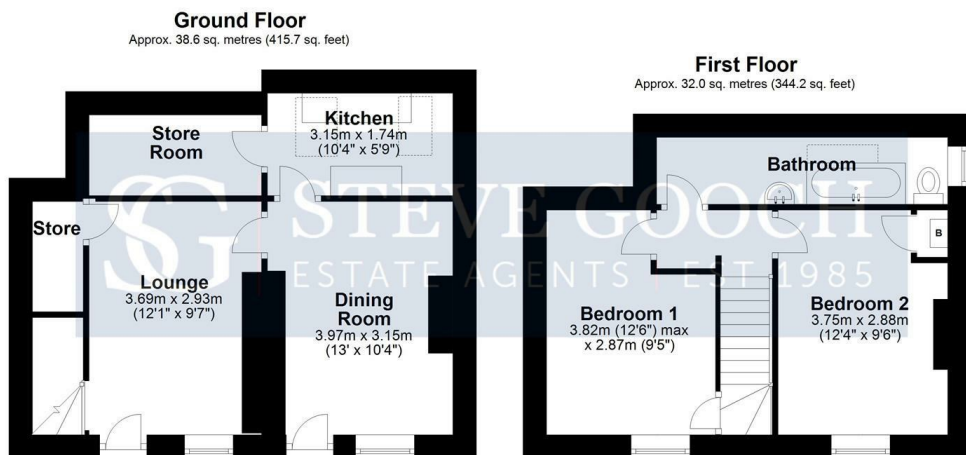 Ground Floor
Approx. 38.6 sq. metres (415.7 sq. feet)
Store
Room
Kitchen
3.15m x 1.74m
(10'4" x 5'9")
Store
Lounge
3.69m x 2.93m
(12'1" x 9'7")
Dining
Room
3.97m x 3.15m
(13' x 10'4")
First Floor
Approx. 32.0 sq. metres (344.2 sq. feet)
Bathroom
B
Bedroom 1
3.82m (12'6") max
x 2.87m (9'5")
Bedroom 2
3.75m x 2.88m
(12'4" x 9'6")
SG STEVE GOOCH
ESTATE AGENTS | EST 1985